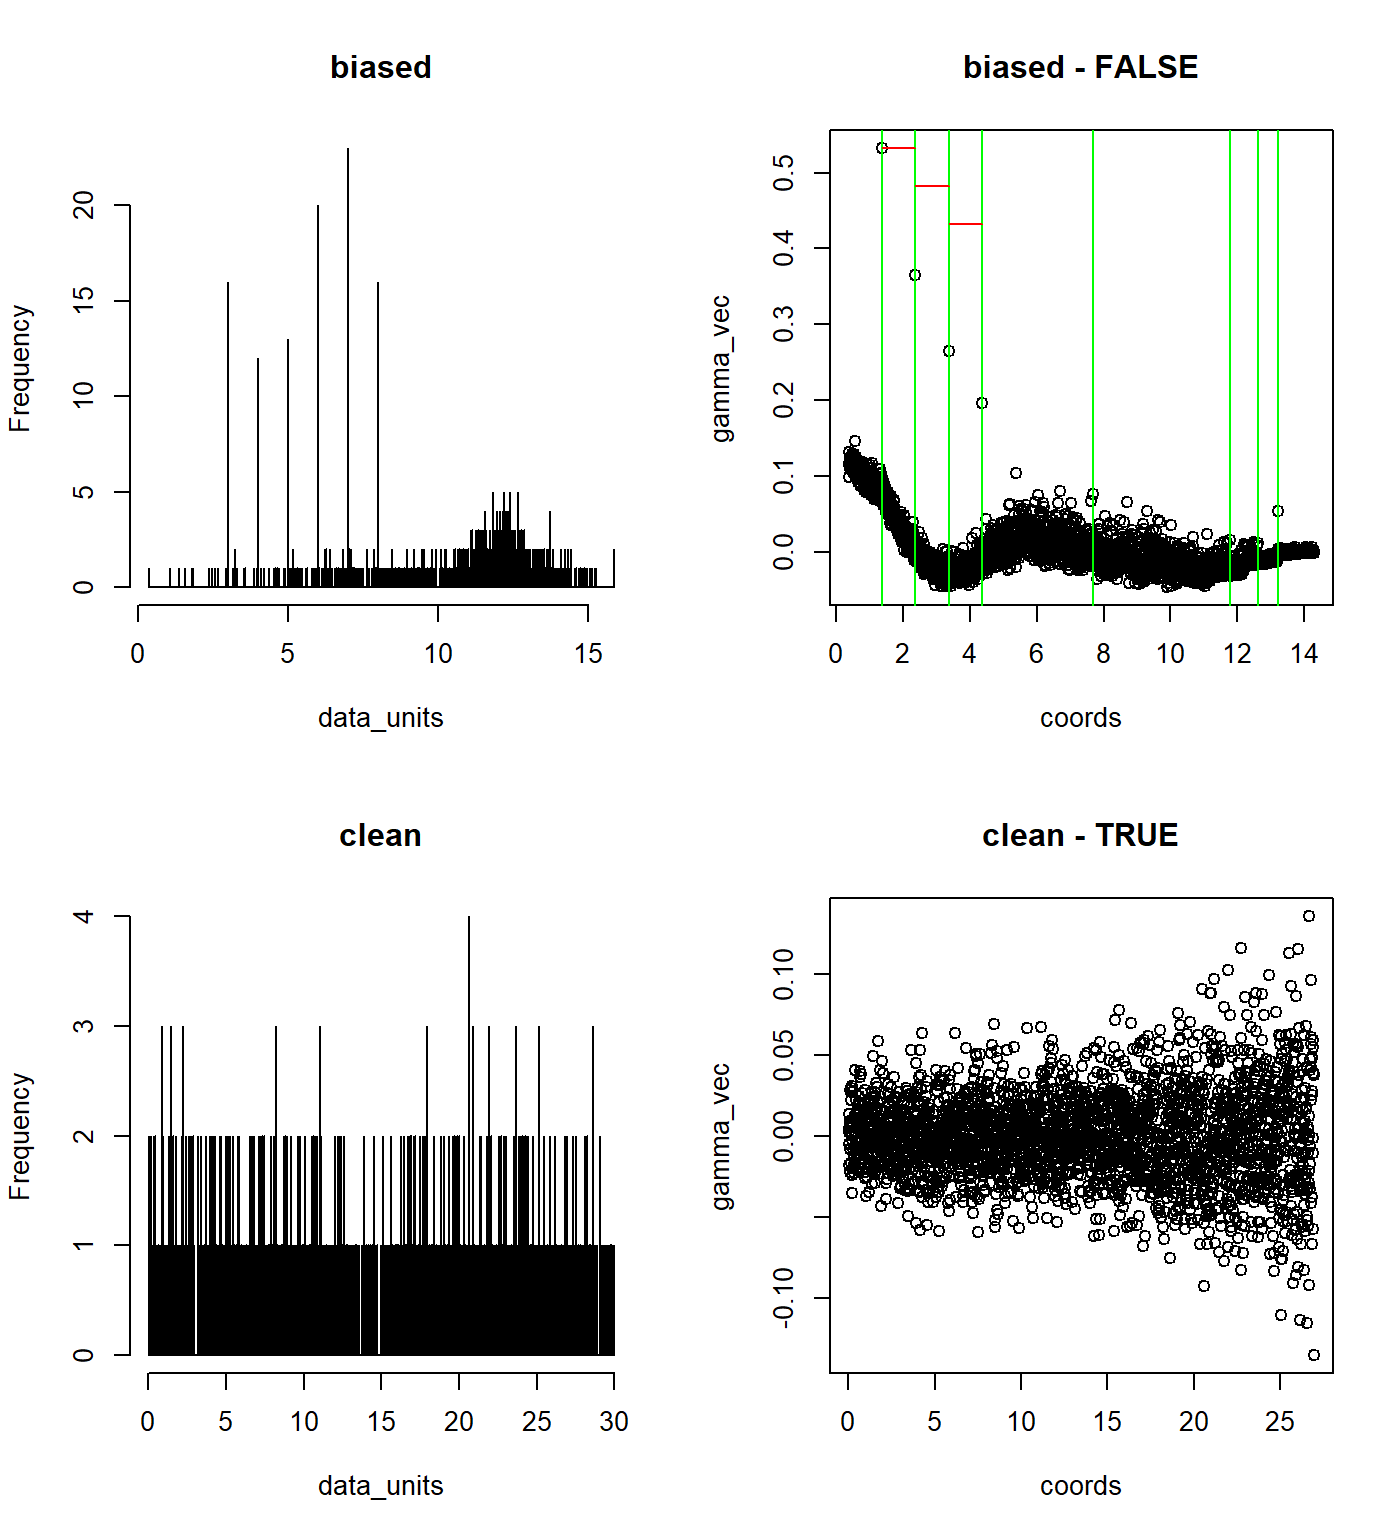 biased
Frequency
0 5 10 15 20
0 5 10 15
data_units
biased - FALSE
gamma_vec
0.0 0.1 0.2 0.3 0.4 0.5
0 2 4 6 8 10 12 14
coords
clean
Frequency
0 1 2 3 4
0 5 10 15 20 25 30
data_units
clean - TRUE
gamma_vec
-0.10 0.00 0.05 0.10
0 5 10 15 20 25
coords